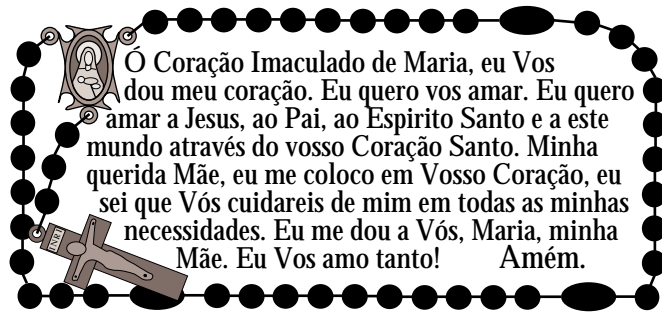 Ó Coração Imaculado de Maria, eu Vos
dou meu coração. Eu quero vos amar. Eu quero
amar a Jesus, ao Pai, ao Espirito Santo e a este
mundo através do vosso Coração Santo. Minha
querida Mãe, eu me coloco em Vosso Coração, eu
sei que Vós cuidareis de mim em todas as minhas
necessidades. Eu me dou a Vós, Maria, minha
Mãe. Eu Vos amo tanto! Amém.
INRI